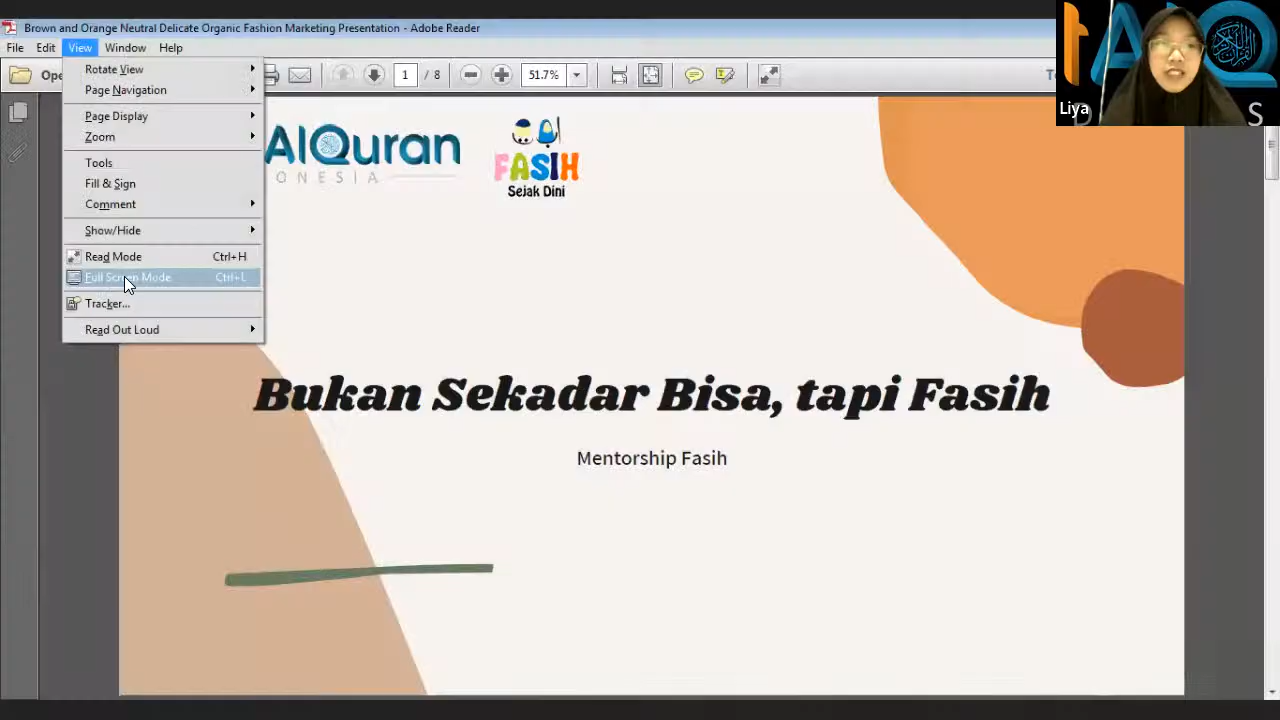 Brown and Orange Neutral Delicate Organic Fashion Marketing Presentation - Adobe Reader
File Edit View Window Help
1 / 8 51.7%
Rotate View
Page Navigation
Page Display
Zoom
Tools
Fill & Sign
Comment
Show/Hide
Read Mode Ctrl+H
Full Screen Mode Ctrl+L
Tracker...
Read Out Loud
AlQuran
ONESIA
FASIH
Sejak Dini
Bukan Sekadar Bisa, tapi Fasih
Mentorship Fasih
Liya